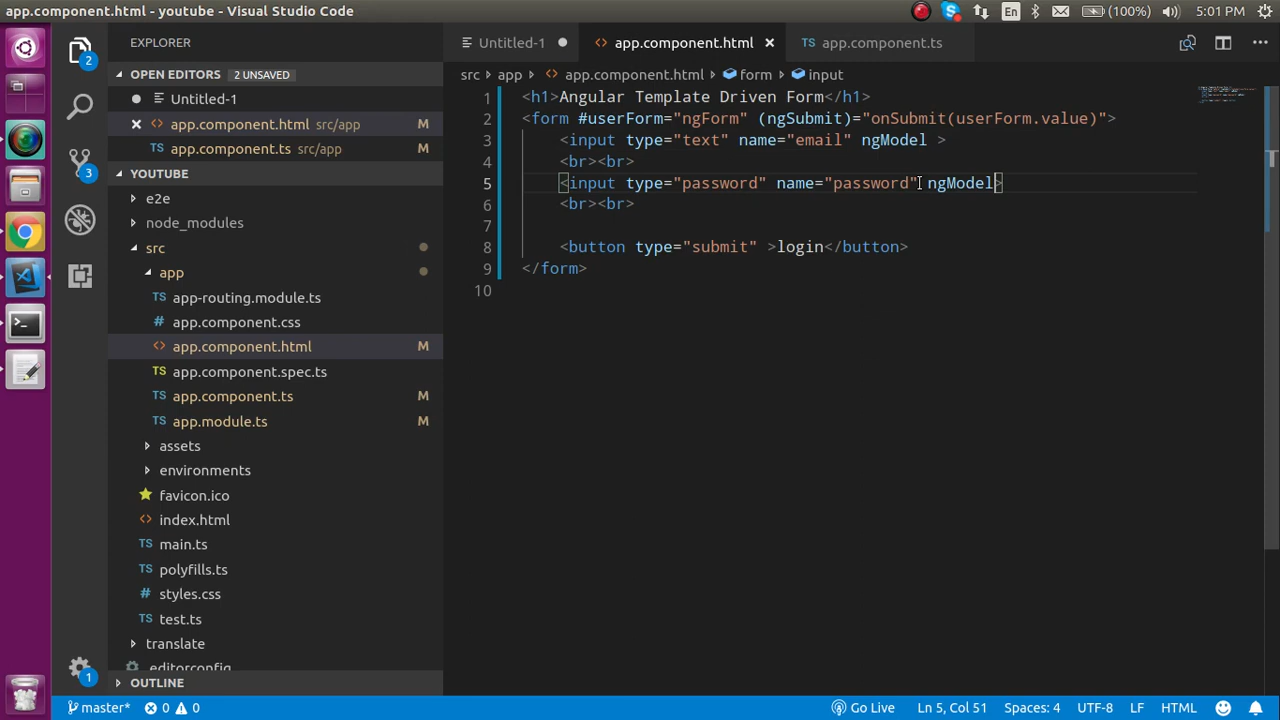 app.component.html - youtube - Visual Studio Code
En
(100%)
5:01 PM
EXPLORER
Untitled-1
app.component.html
app.component.ts
OPEN EDITORS 2 UNSAVED
src app app.component.html form input
Untitled-1
app.component.html src/app M
app.component.ts src/app M
YOUTUBE
e2e
node_modules
src
app
app-routing.module.ts
app.component.css
app.component.html M
app.component.spec.ts
app.component.ts M
app.module.ts M
assets
environments
favicon.ico
index.html
main.ts
polyfills.ts
styles.css
test.ts
translate
.editorconfig
OUTLINE
2
3
1
1 <h1>Angular Template Driven Form</h1>
2 <form #userForm="ngForm" (ngSubmit)="onSubmit(userForm.value)">
3 <input type="text" name="email" ngModel >
4 <br><br>
5 <input type="password" name="password" ngModel>
6 <br><br>
7
8 <button type="submit" >login</button>
9 </form>
10
master* 0 0
Go Live Ln 5, Col 51 Spaces: 4 UTF-8 LF HTML